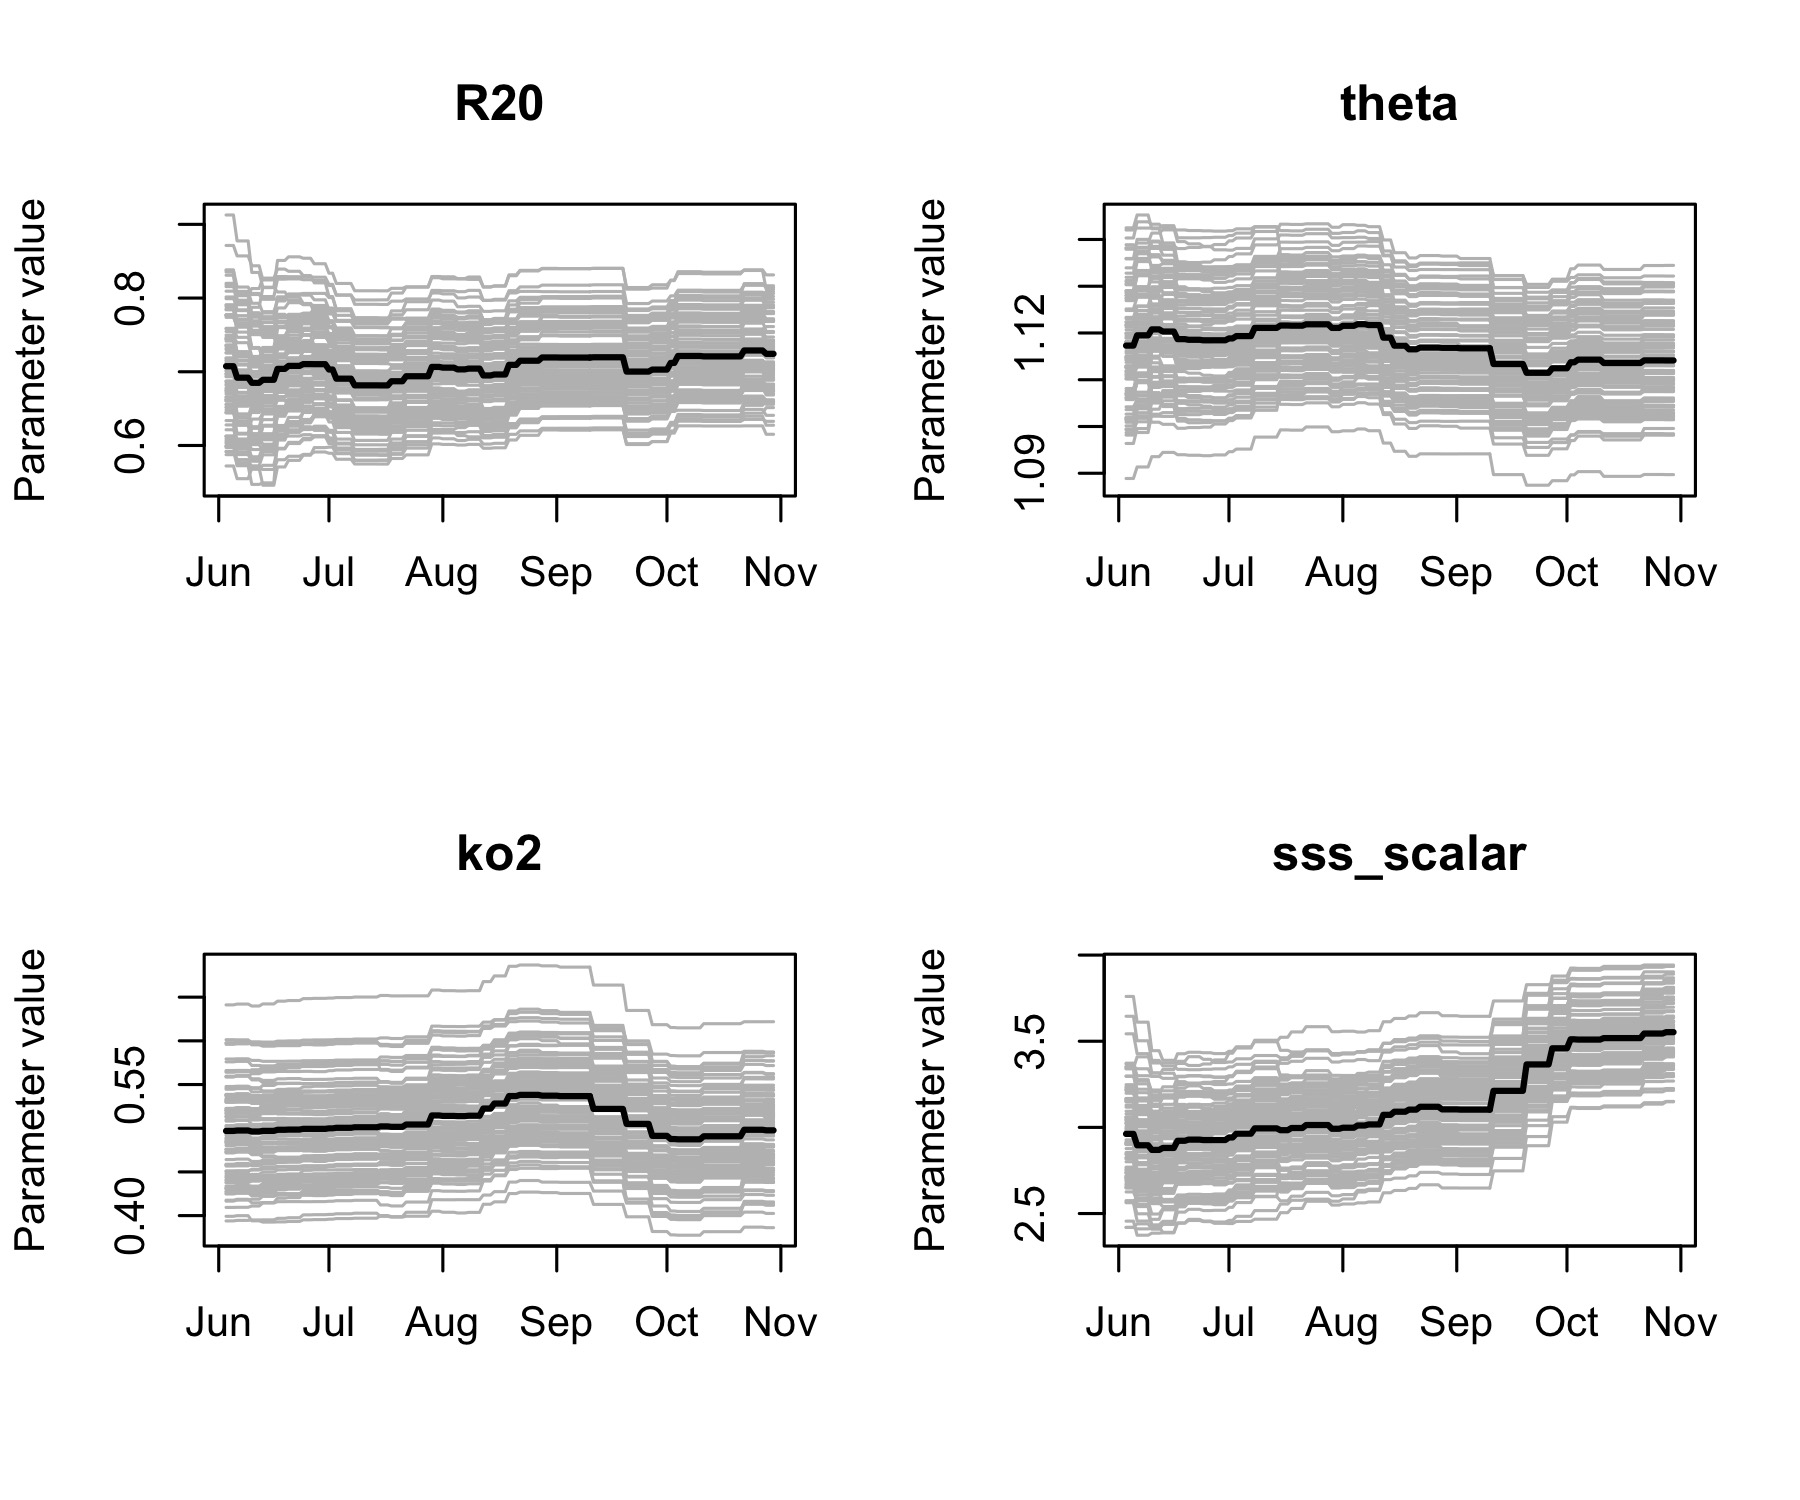 R20
Parameter value
0.8
0.6
Jun Jul Aug Sep Oct Nov
theta
Parameter value
1.12
1.09
Jun Jul Aug Sep Oct Nov
ko2
Parameter value
0.55
0.40
Jun Jul Aug Sep Oct Nov
sss_scalar
Parameter value
3.5
2.5
Jun Jul Aug Sep Oct Nov